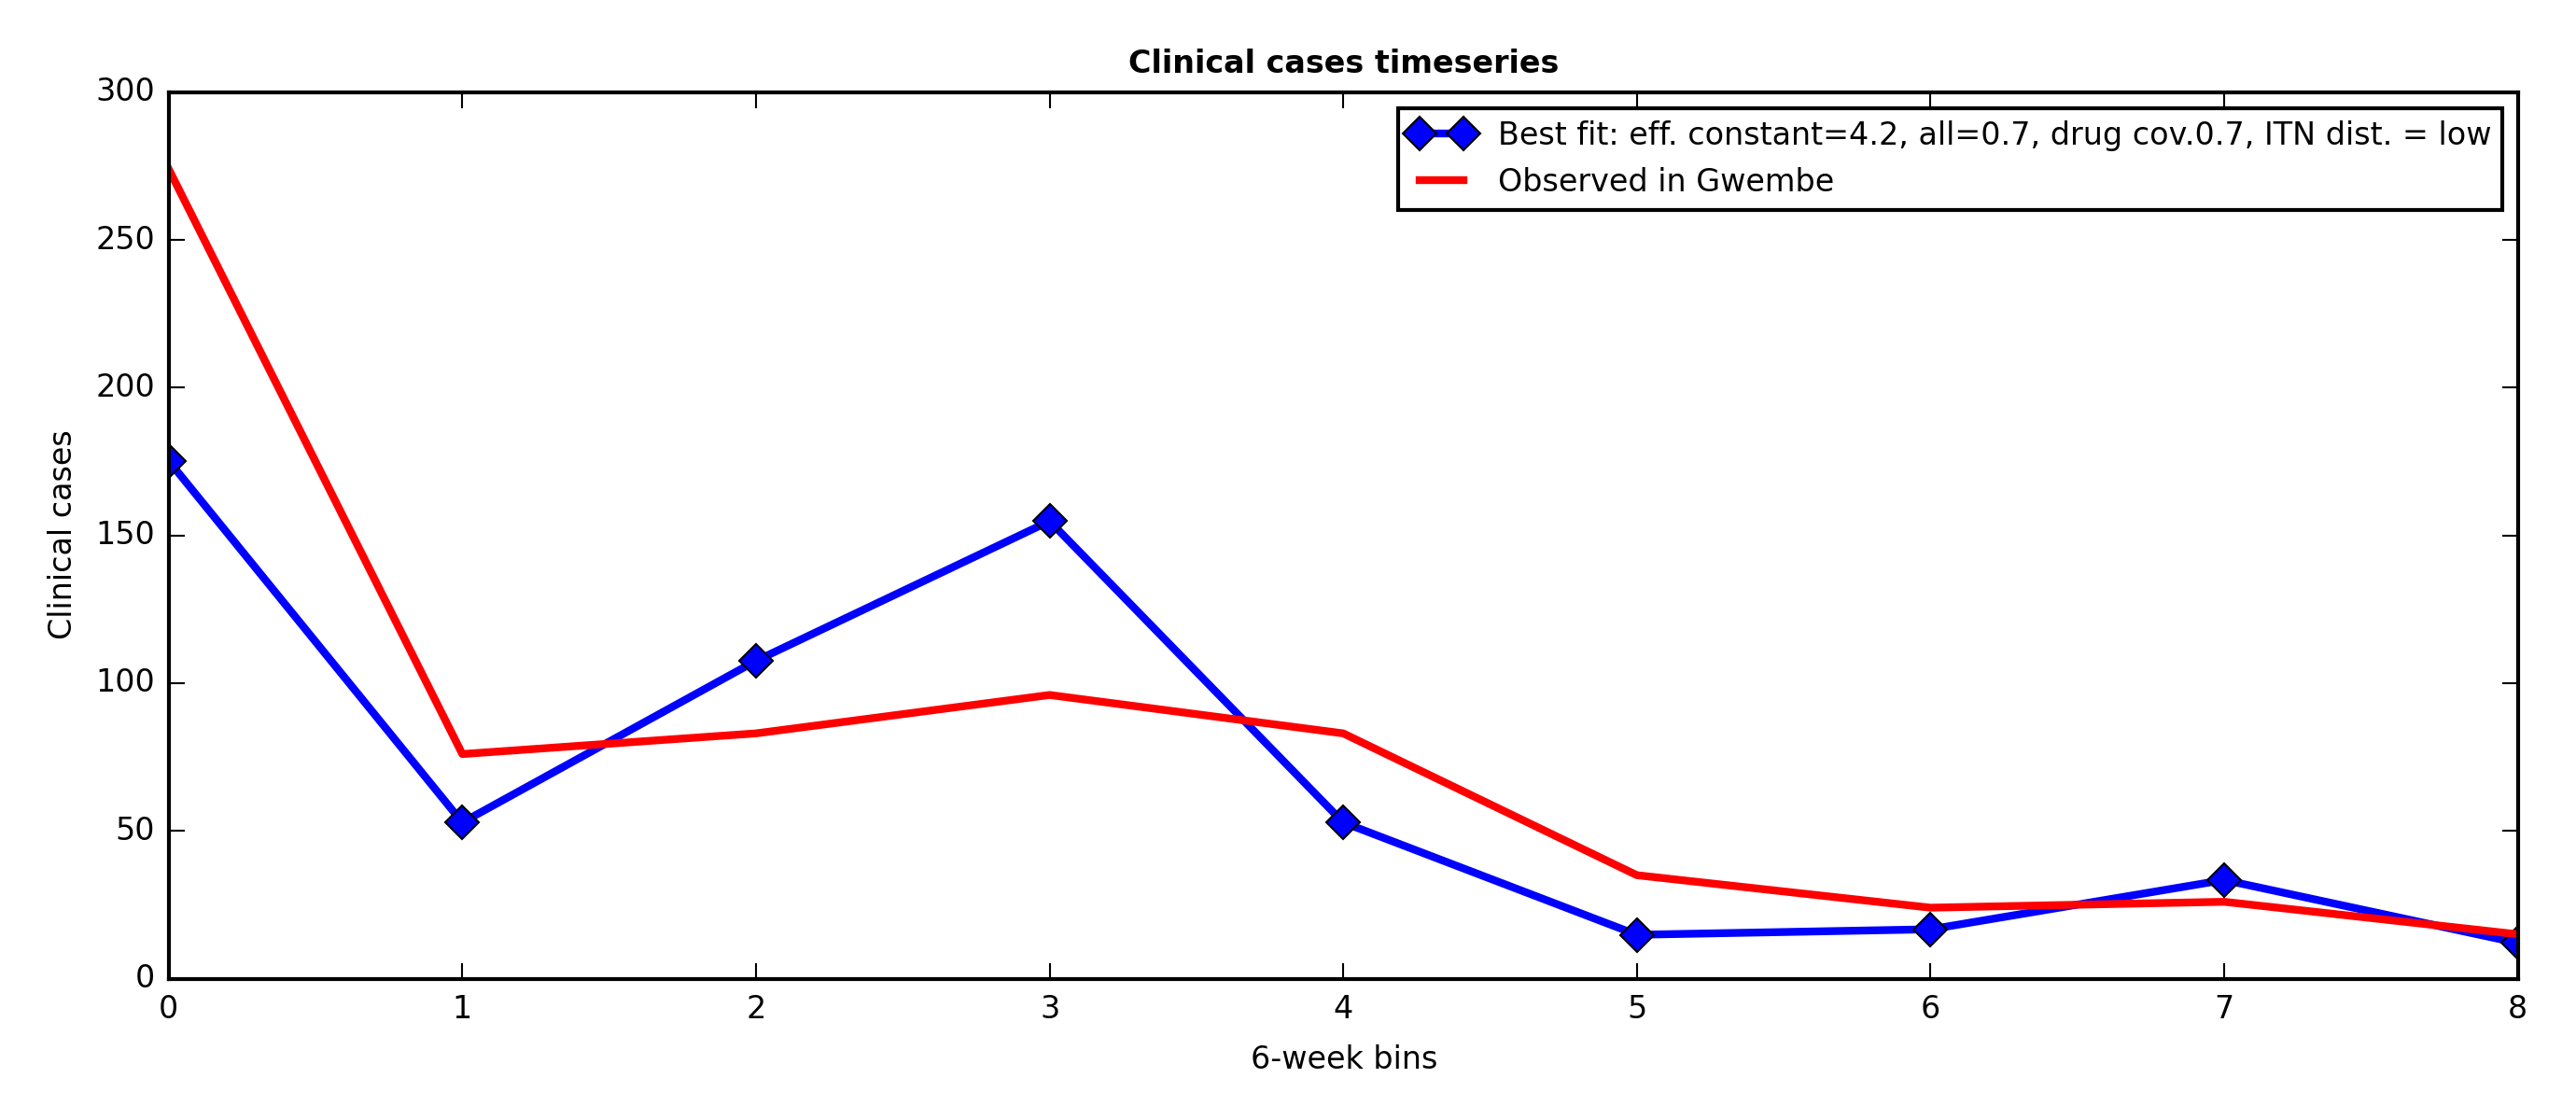 Clinical cases timeseries
Best fit: eff. constant=4.2, all=0.7, drug cov.0.7, ITN dist. = low
Observed in Gwembe
Clinical cases
300
250
200
150
100
50
0
0 1 2 3 4 5 6 7 8
6-week bins